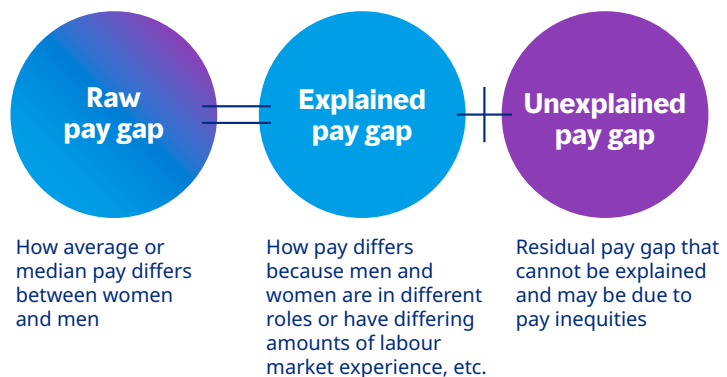 Raw
pay gap
Explained
pay gap
Unexplained
pay gap
How average or
median pay differs
between women
and men
How pay differs
because men and
women are in different
roles or have differing
amounts of labour
market experience, etc.
Residual pay gap that
cannot be explained
and may be due to
pay inequities